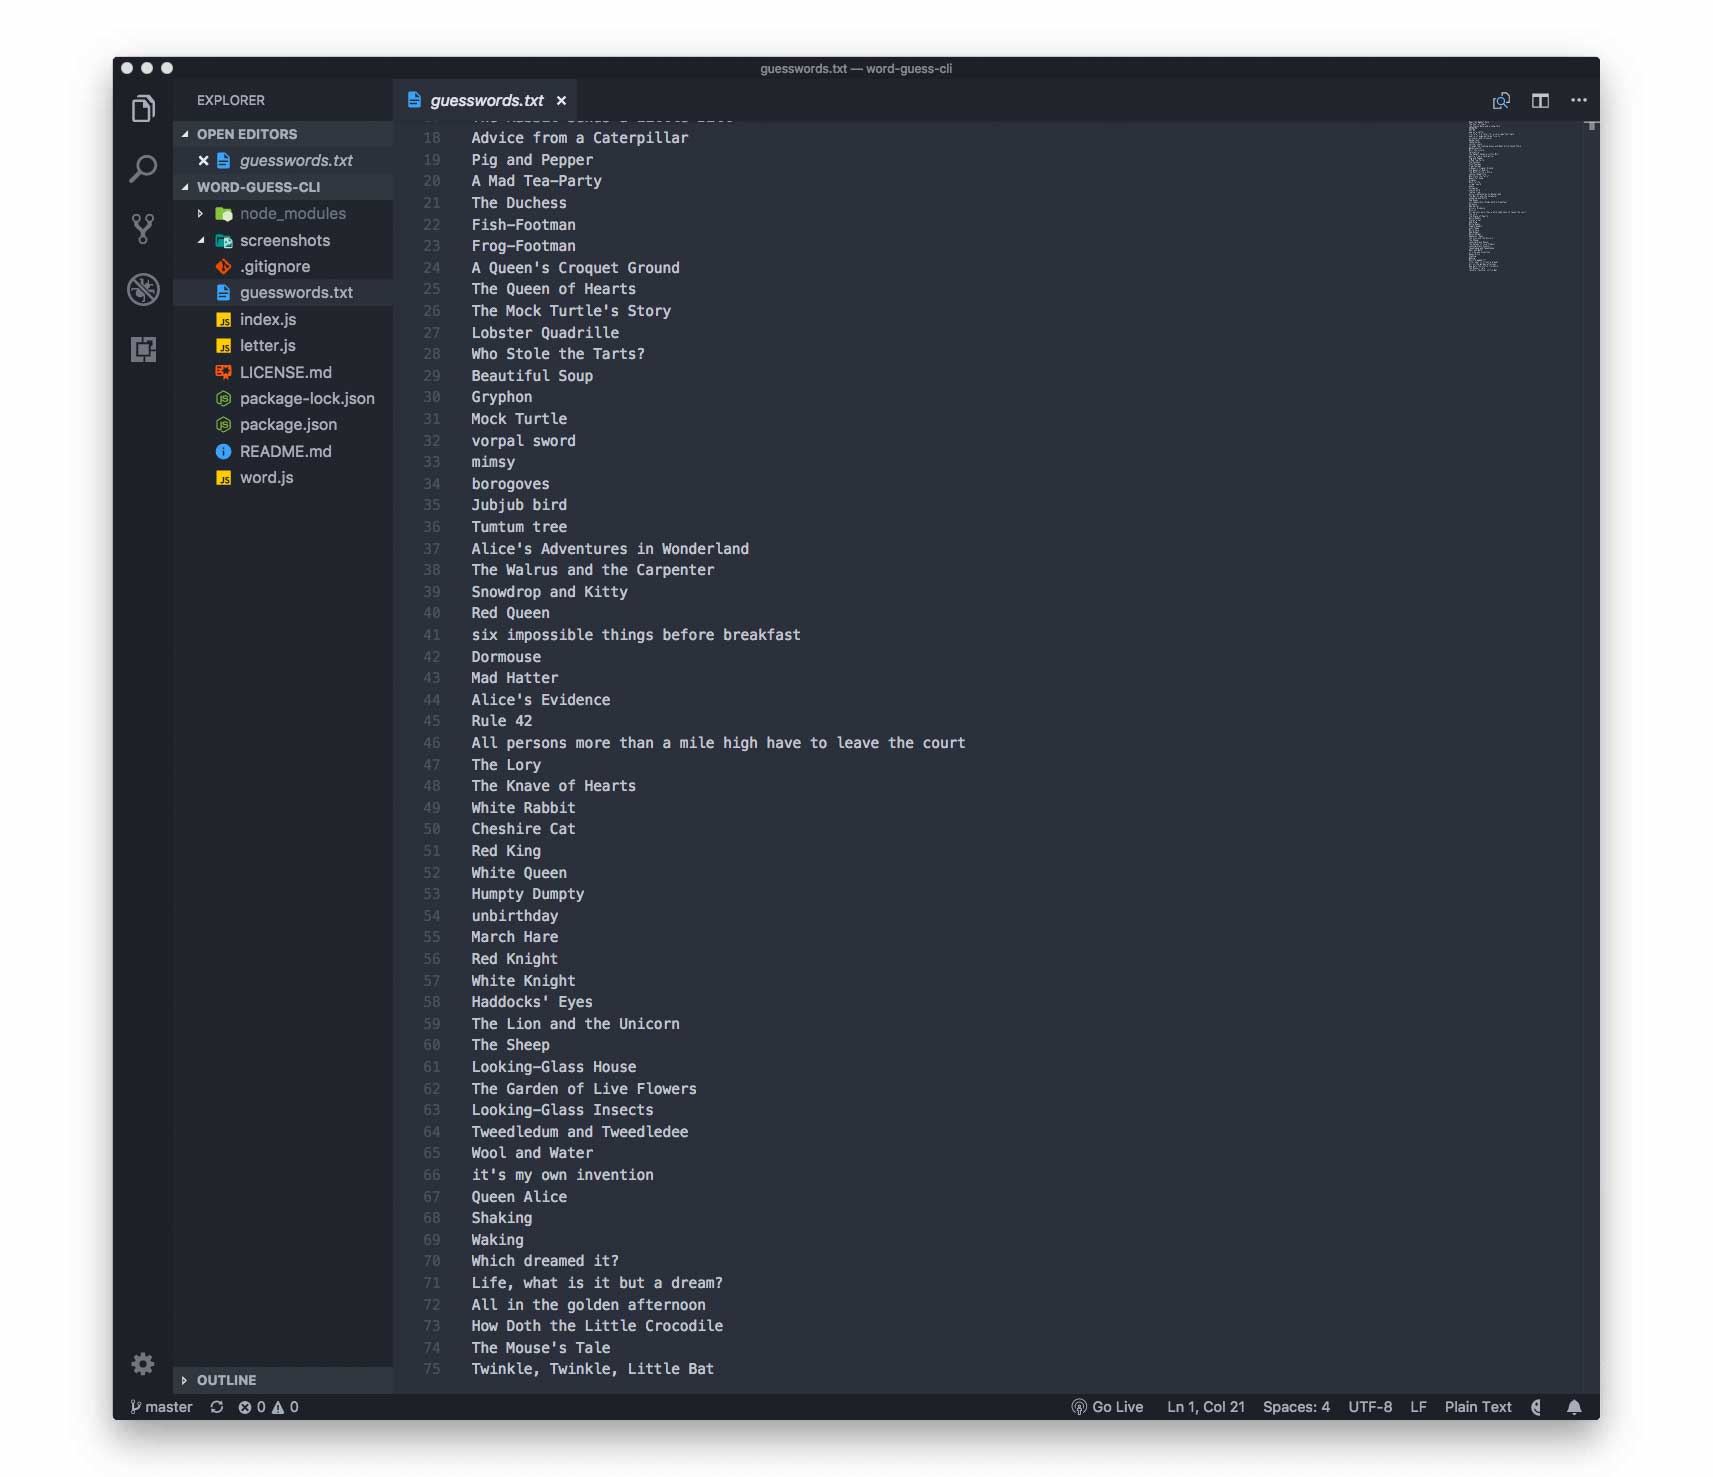 guesswords.txt — word-guess-cli
EXPLORER
OPEN EDITORS
guesswords.txt
WORD-GUESS-CLI
node_modules
screenshots
.gitignore
guesswords.txt
index.js
letter.js
LICENSE.md
package-lock.json
package.json
README.md
word.js
OUTLINE
guesswords.txt
18 Advice from a Caterpillar
19 Pig and Pepper
20 A Mad Tea-Party
21 The Duchess
22 Fish-Footman
23 Frog-Footman
24 A Queen's Croquet Ground
25 The Queen of Hearts
26 The Mock Turtle's Story
27 Lobster Quadrille
28 Who Stole the Tarts?
29 Beautiful Soup
30 Gryphon
31 Mock Turtle
32 vorpal sword
33 mimsy
34 borogoves
35 Jubjub bird
36 Tumtum tree
37 Alice's Adventures in Wonderland
38 The Walrus and the Carpenter
39 Snowdrop and Kitty
40 Red Queen
41 six impossible things before breakfast
42 Dormouse
43 Mad Hatter
44 Alice's Evidence
45 Rule 42
46 All persons more than a mile high have to leave the court
47 The Lory
48 The Knave of Hearts
49 White Rabbit
50 Cheshire Cat
51 Red King
52 White Queen
53 Humpty Dumpty
54 unbirthday
55 March Hare
56 Red Knight
57 White Knight
58 Haddocks' Eyes
59 The Lion and the Unicorn
60 The Sheep
61 Looking-Glass House
62 The Garden of Live Flowers
63 Looking-Glass Insects
64 Tweedledum and Tweedledee
65 Wool and Water
66 it's my own invention
67 Queen Alice
68 Shaking
69 Waking
70 Which dreamed it?
71 Life, what is it but a dream?
72 All in the golden afternoon
73 How Doth the Little Crocodile
74 The Mouse's Tale
75 Twinkle, Twinkle, Little Bat
master 0 0 Go Live Ln 1, Col 21 Spaces: 4 UTF-8 LF Plain Text